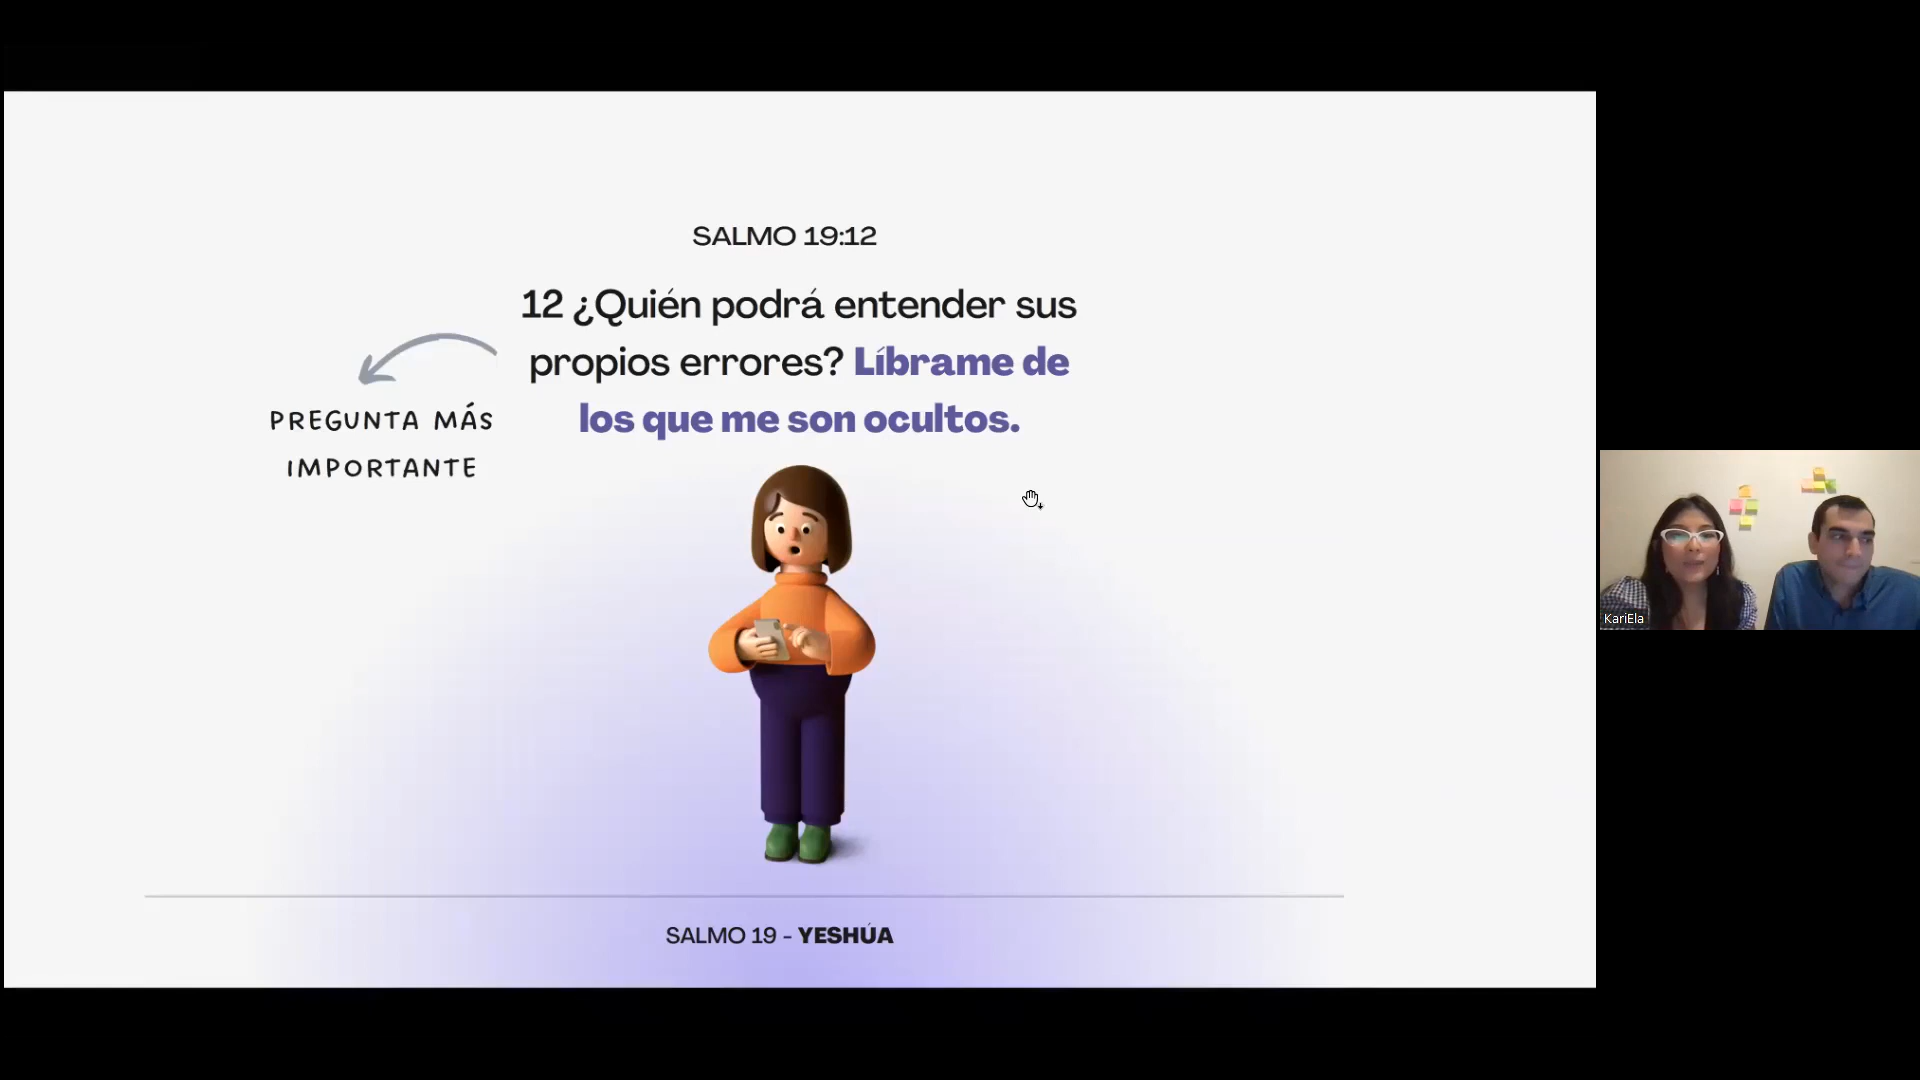 SALMO 19:12
12 ¿Quién podrá entender sus
propios errores? Líbrame de
los que me son ocultos.
PREGUNTA MÁS
IMPORTANTE
SALMO 19 - YESHÚA
KariEla